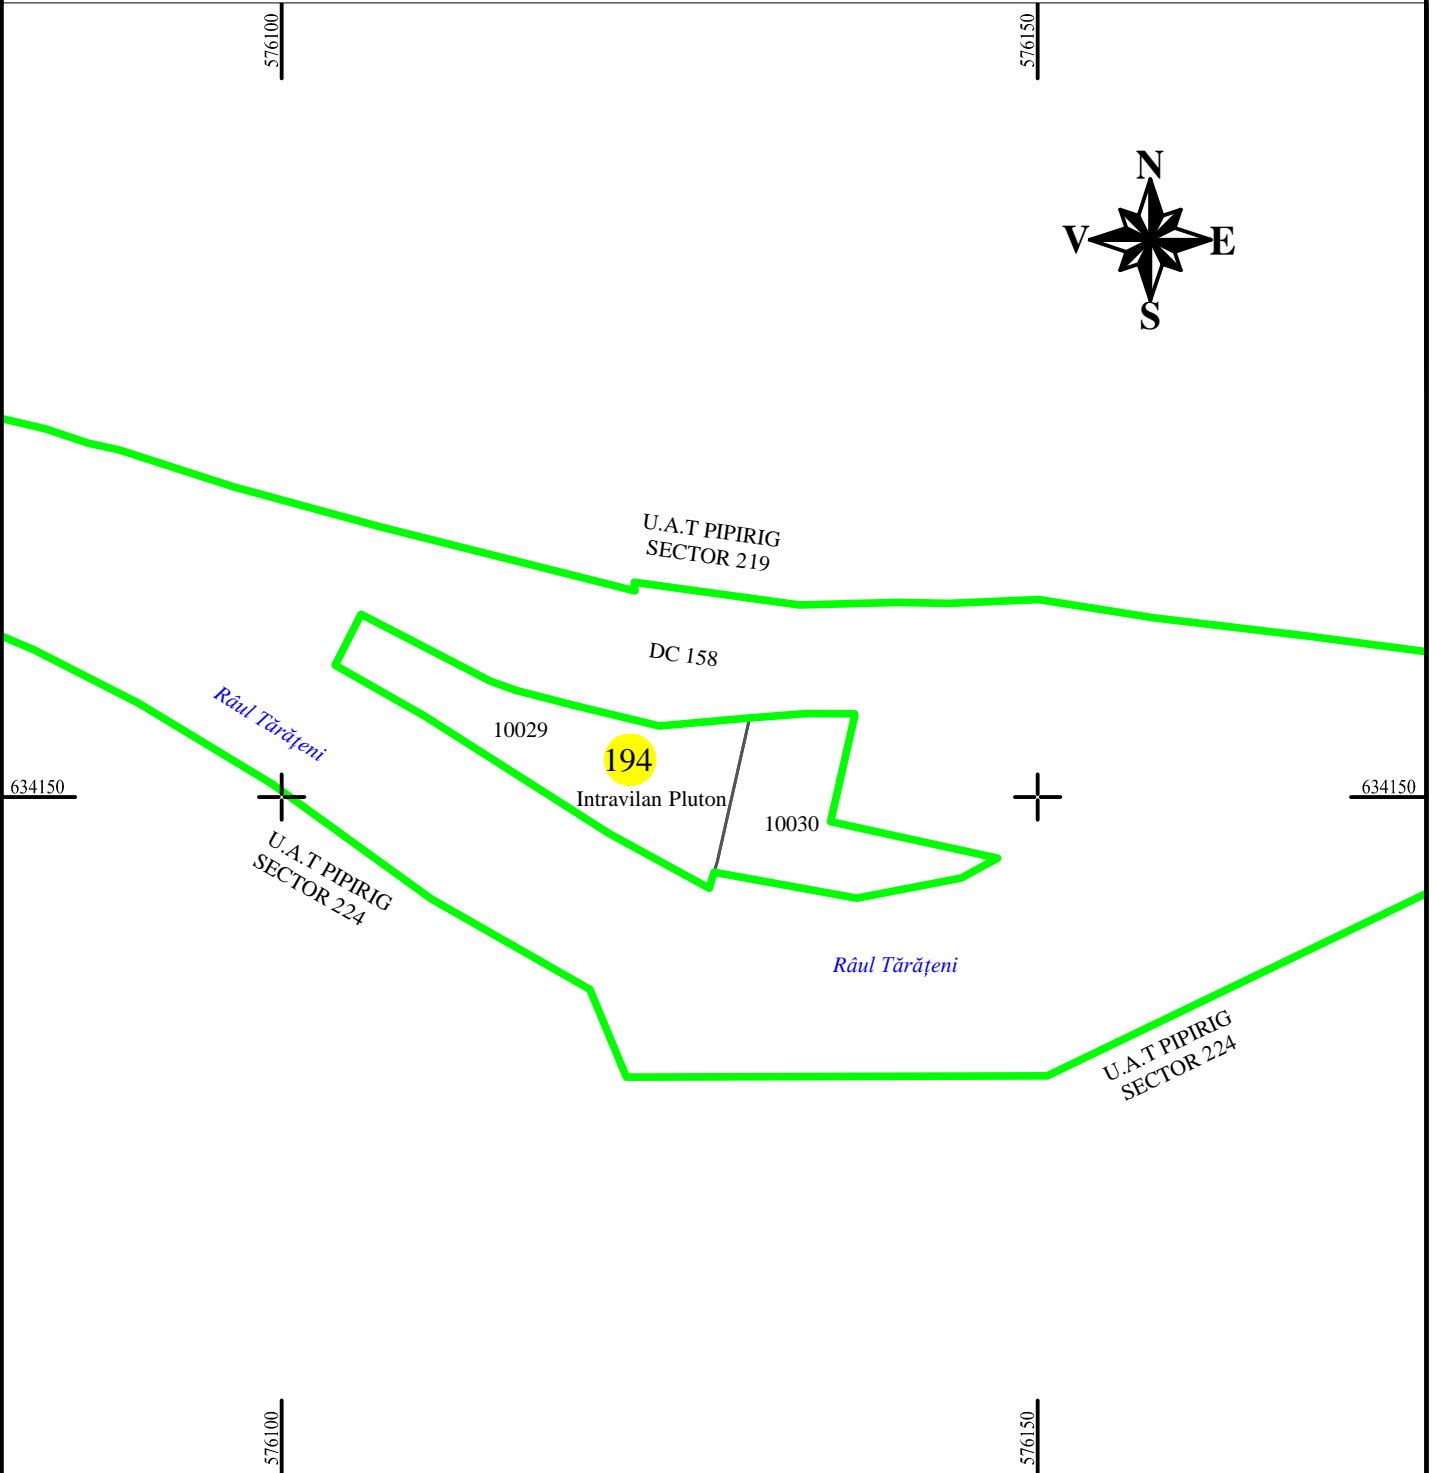 576100
576150
N
V
E
S
U.A.T PIPIRIG
SECTOR 219
DC 158
Râul Tărățeni
10029
194
Intravilan Pluton
634150
634150
10030
U.A.T PIPIRIG
SECTOR 224
Râul Tărățeni
U.A.T PIPIRIG
SECTOR 224
576100
576150